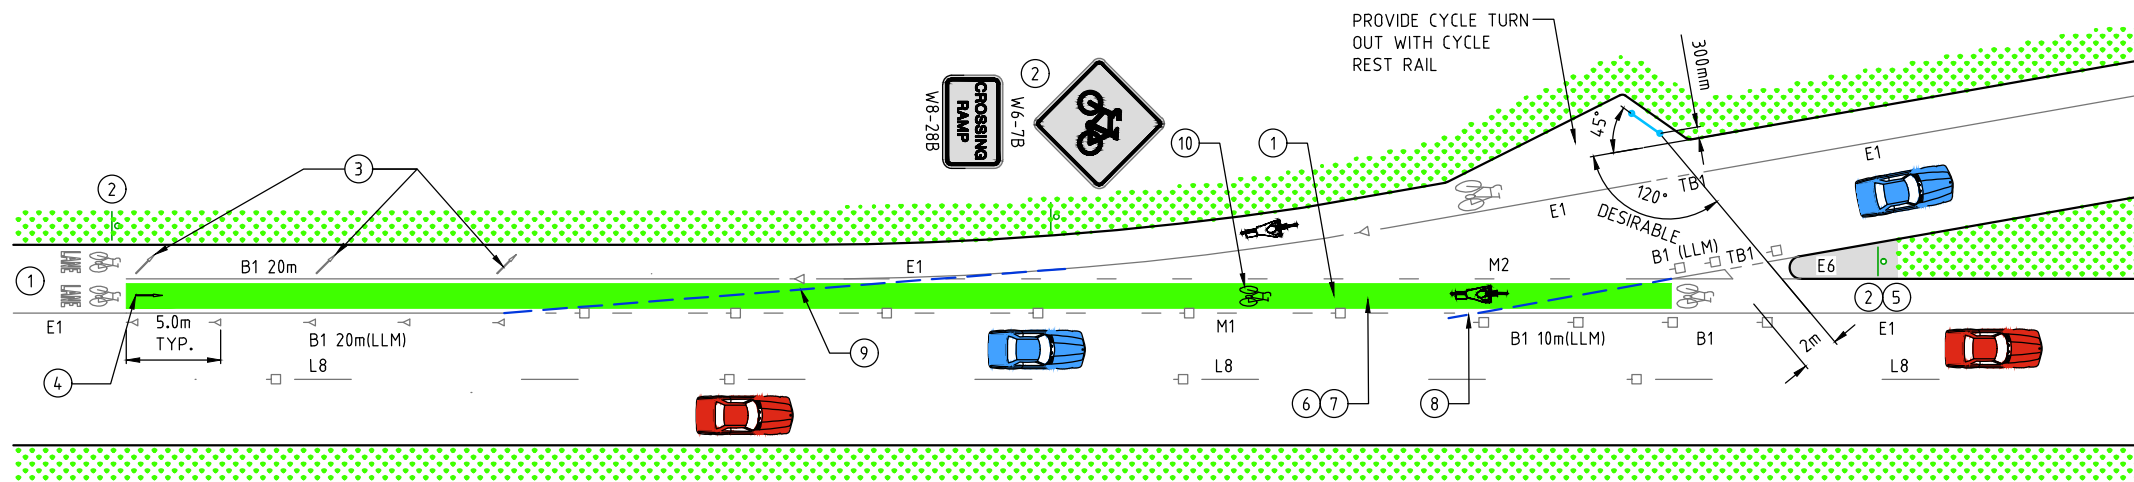 PROVIDE CYCLE TURN
OUT WITH CYCLE
REST RAIL
300mm
45°
120°
DESIRABLE
TB1
E1
2
W6-7B
CROSSING
RAMP
W8-28B
10
1
3
2
E1
B1 (LLM)
TB1
E6
LANE
B1 20m
E1
M2
1
LANE
2
5
E1
5.0m
TYP.
B1 20m(LLM)
M1
B1 10m(LLM)
B1
E1
2m
9
L8
L8
L8
4
6
7
8